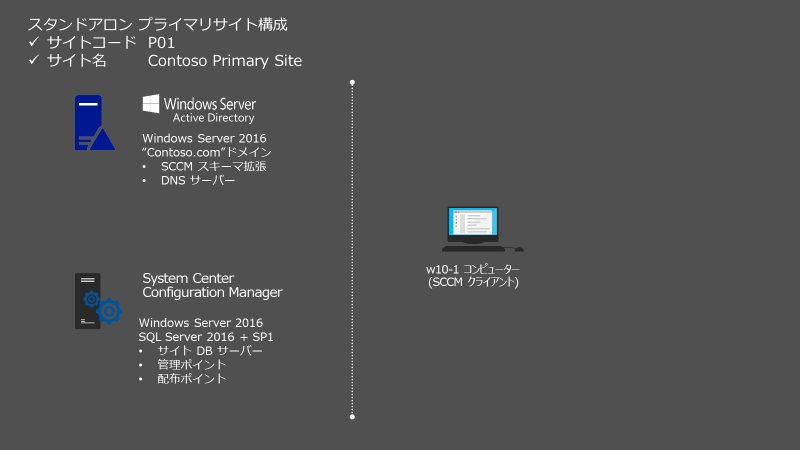 スタンドアロン プライマリサイト構成
✓ サイトコード P01
✓ サイト名 Contoso Primary Site
Windows Server
Active Directory
Windows Server 2016
“Contoso.com”ドメイン
• SCCM スキーマ拡張
• DNS サーバー
System Center
Configuration Manager
Windows Server 2016
SQL Server 2016 + SP1
• サイト DB サーバー
• 管理ポイント
• 配布ポイント
w10-1 コンピューター
(SCCM クライアント)